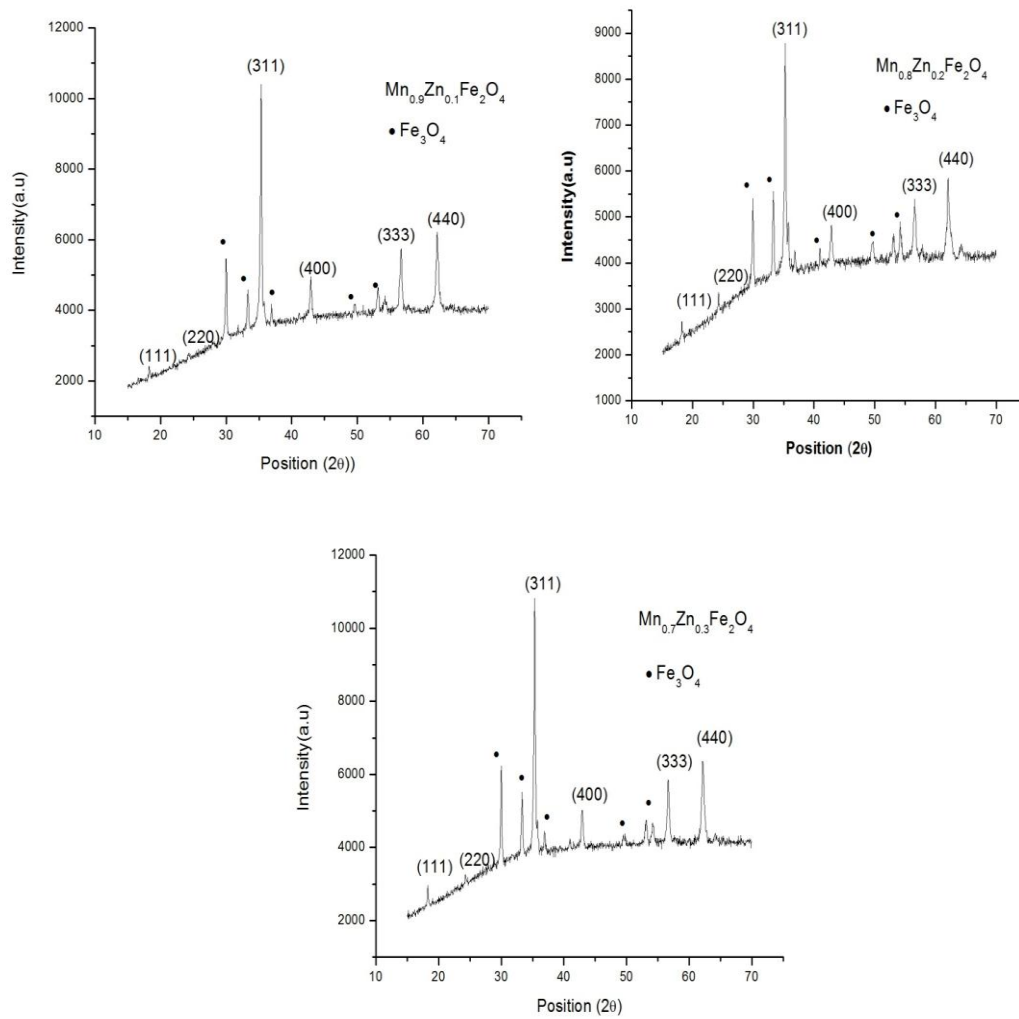 12000
10000
8000
6000
4000
2000
10 20 30 40 50 60 70
Intensity(a.u)
Position (2θ))
(111)
(220)
(311)
(400)
(333)
(440)
Mn0.9Zn0.1Fe2O4
• Fe3O4
9500
9000
8000
7000
6000
5000
4000
3000
2000
1000
10 20 30 40 50 60 70
Intensity(a.u)
Position (2θ)
(111)
(220)
(311)
(400)
(333)
(440)
Mn0.8Zn0.2Fe2O4
• Fe3O4
12000
10000
8000
6000
4000
2000
10 20 30 40 50 60 70
Intensity(a.u)
Position (2θ)
(111)
(220)
(311)
(400)
(333)
(440)
Mn0.7Zn0.3Fe2O4
• Fe3O4